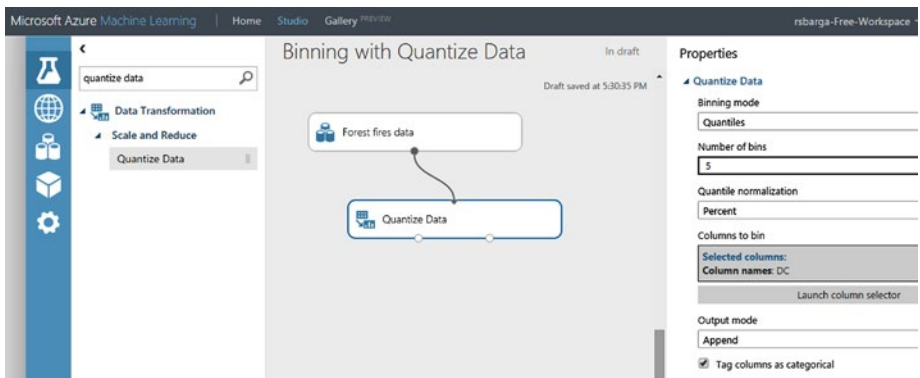 Microsoft Azure Machine Learning | Home Studio Gallery PREVIEW rsbarga-Free-Workspace
quantize data
Data Transformation
Scale and Reduce
Quantize Data
Binning with Quantize Data
In draft
Draft saved at 5:30:35 PM
Forest fires data
Quantize Data
Properties
Quantize Data
Binning mode
Quantiles
Number of bins
5
Quantile normalization
Percent
Columns to bin
Selected columns:
Column names: DC
Launch column selector
Output mode
Append
Tag columns as categorical